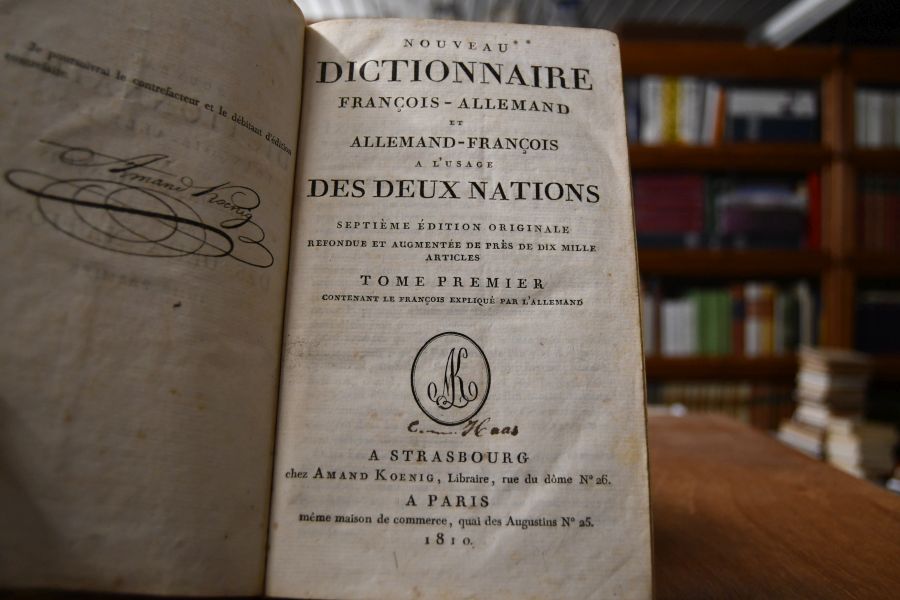 Je poursuivrai le contrefacteur et le débitant d'édition
contrefaite.
Amand Koenig
NOUVEAU
DICTIONNAIRE
FRANÇOIS-ALLEMAND
ET
ALLEMAND-FRANÇOIS
A L'USAGE
DES DEUX NATIONS
SEPTIÈME ÉDITION ORIGINALE
REFONDUE ET AUGMENTÉE DE PRÈS DE DIX MILLE
ARTICLES
TOME PREMIER
CONTENANT LE FRANÇOIS EXPLIQUÉ PAR L'ALLEMAND
AK
Haas
A STRASBOURG
chez AMAND KOENIG, Libraire, rue du dôme N° 26.
A PARIS
même maison de commerce, quai des Augustins N° 25.
1810.